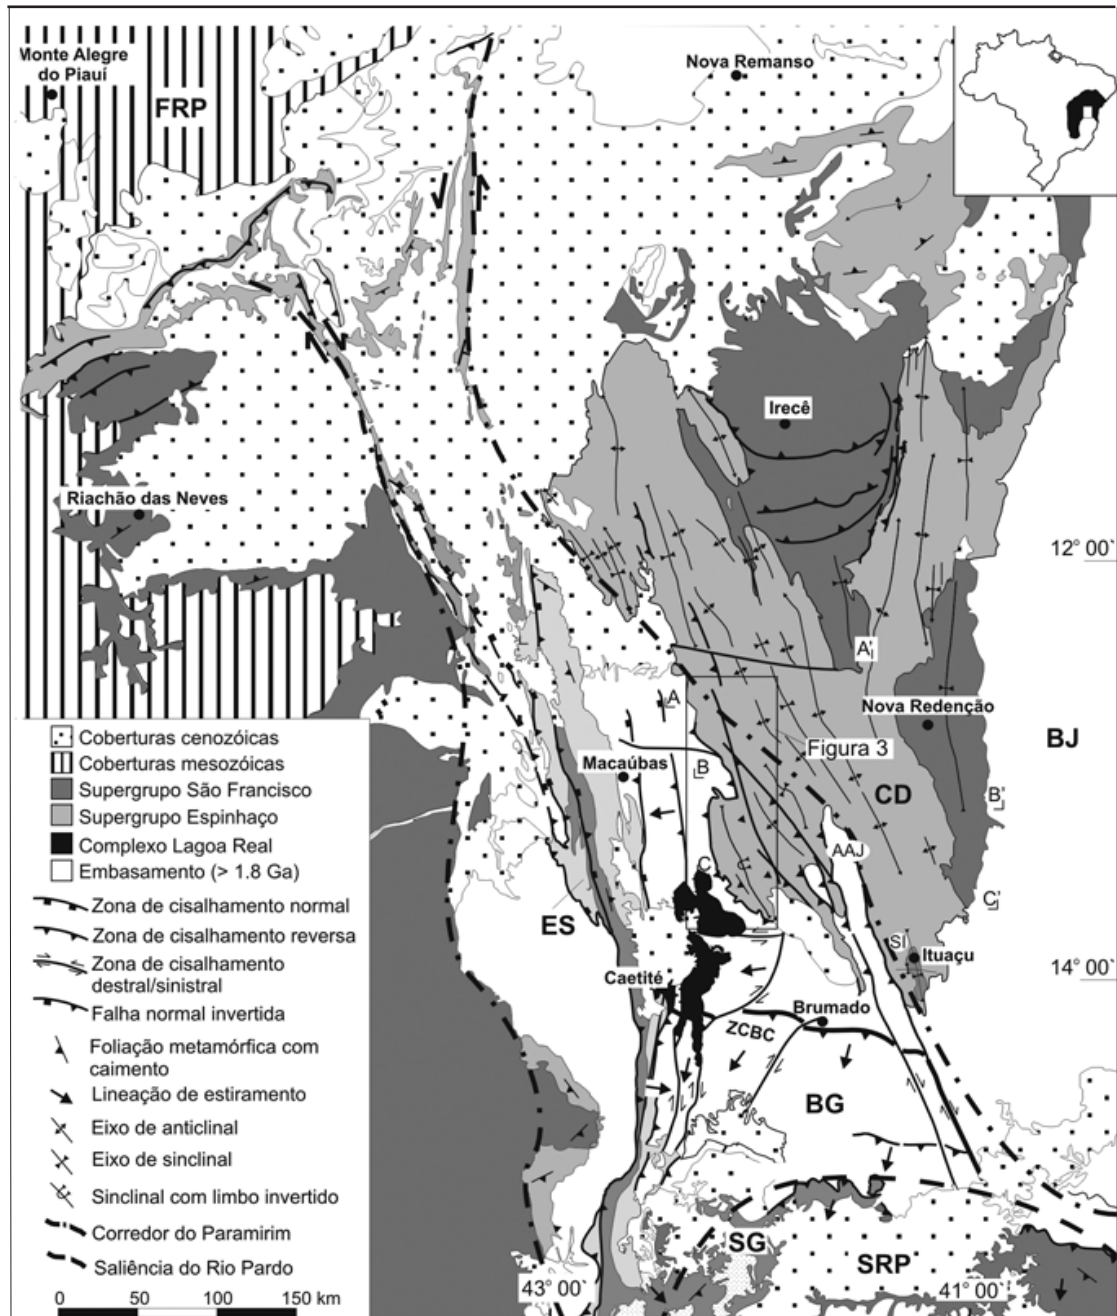 Monte Alegre
do Piauí
FRP
Nova Remanso
Irecê
Riachão das Neves
12° 00`
A'
Nova Redenção
A
Figura 3
BJ
Macaúbas
B
CD
B'
AAJ
C
C'
ES
SI
Ituaçu
Caetité
14° 00`
Brumado
ZCBC
BG
SG
SRP
43° 00`
41° 00`
Coberturas cenozóicas
Coberturas mesozóicas
Supergrupo São Francisco
Supergrupo Espinhaço
Complexo Lagoa Real
Embasamento (> 1.8 Ga)
Zona de cisalhamento normal
Zona de cisalhamento reversa
Zona de cisalhamento
destral/sinistral
Falha normal invertida
Foliação metamórfica com
caimento
Lineação de estiramento
Eixo de anticlinal
Eixo de sinclinal
Sinclinal com limbo invertido
Corredor do Paramirim
Saliência do Rio Pardo
0 50 100 150 km